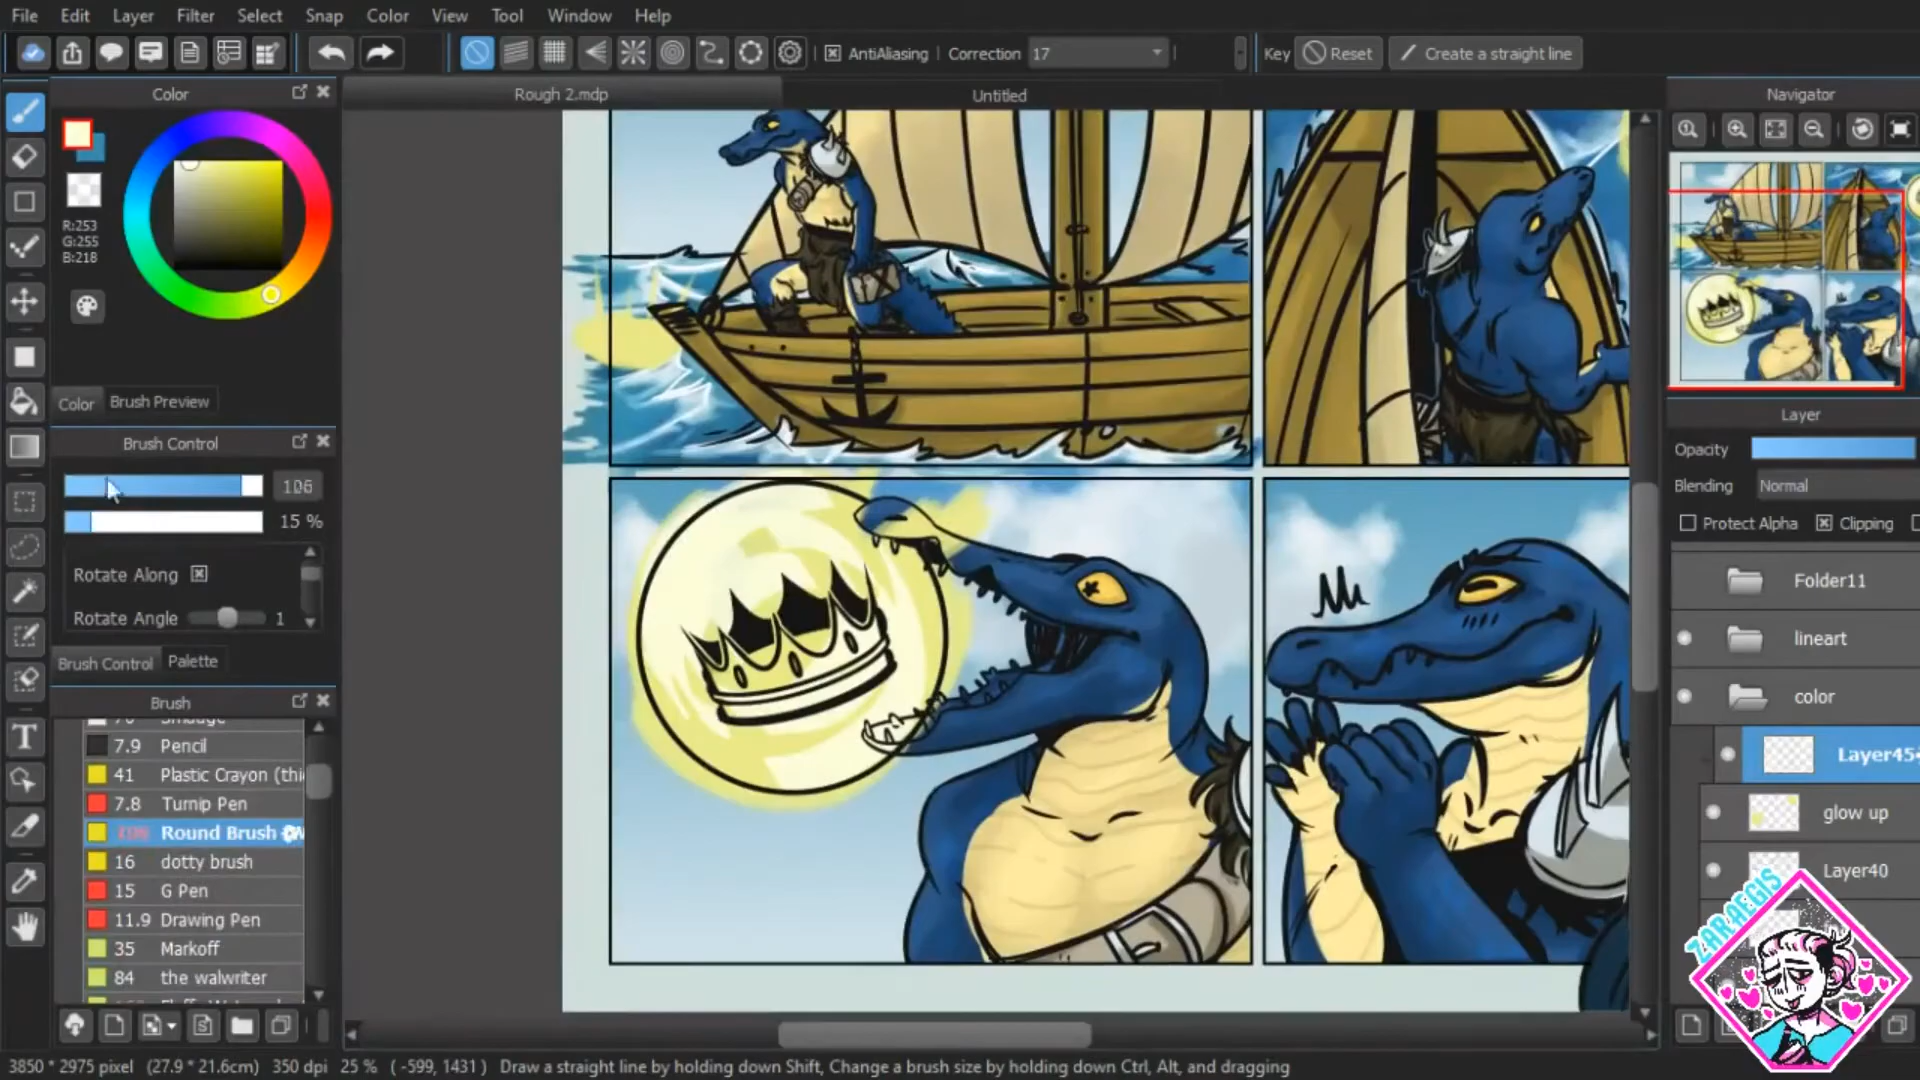 File Edit Layer Filter Select Snap Color View Tool Window Help
AntiAliasing Correction 17 Key Reset Create a straight line
Color
Rough 2.mdp
Untitled
Navigator
R:253
G:255
B:218
Color Brush Preview
Brush Control
106
15 %
Rotate Along
Rotate Angle 1
Brush Control Palette
Brush
7.9 Pencil
41 Plastic Crayon (thi
7.8 Turnip Pen
Round Brush
16 dotty brush
15 G Pen
11.9 Drawing Pen
35 Markoff
84 the walwriter
Layer
Opacity
Blending Normal
Protect Alpha Clipping
Folder11
lineart
color
Layer45
glow up
Layer40
ZAR AEGIS
3850 * 2975 pixel (27.9 * 21.6cm) 350 dpi 25 % ( -599, 1431 ) Draw a straight line by holding down Shift, Change a brush size by holding down Ctrl, Alt, and dragging